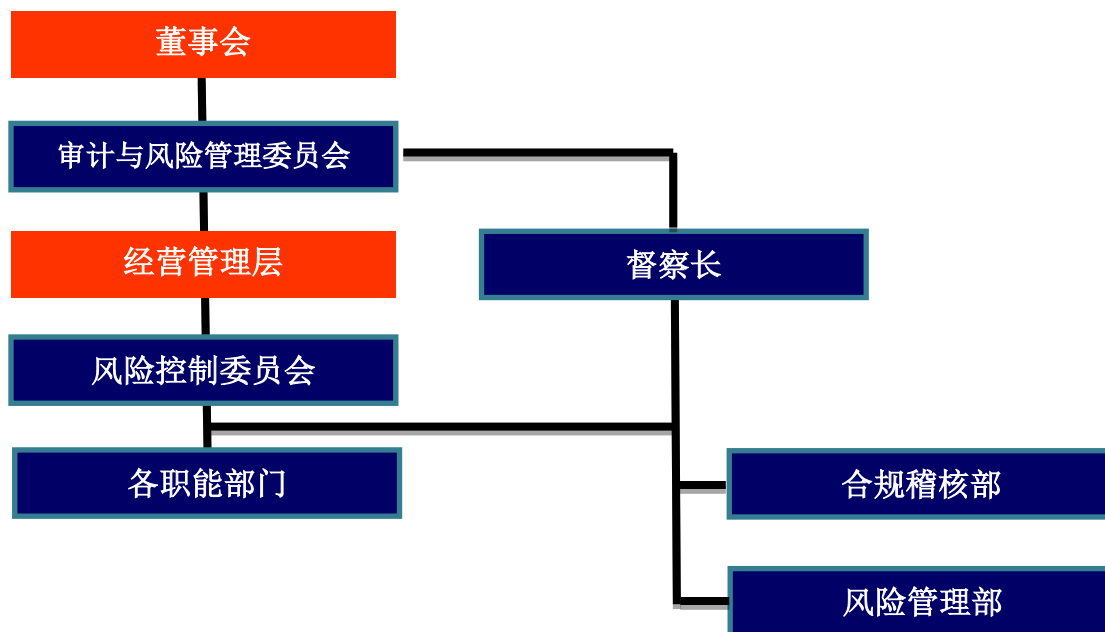 董事会
审计与风险管理委员会
经营管理层
督察长
风险控制委员会
各职能部门
合规稽核部
风险管理部